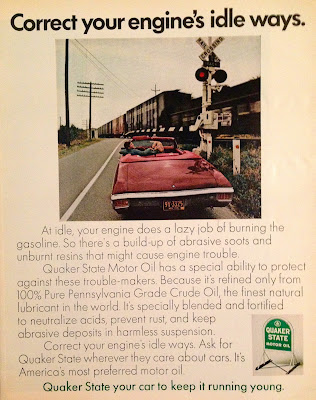 Correct your engine's idle ways.
At idle, your engine does a lazy job of burning the
gasoline. So there's a build-up of abrasive soots and
unburnt resins that might cause engine trouble.
Quaker State Motor Oil has a special ability to protect
against these trouble-makers. Because it's refined only from
100% Pure Pennsylvania Grade Crude Oil, the finest natural
lubricant in the world. It's specially blended and fortified
to neutralize acids, prevent rust, and keep
abrasive deposits in harmless suspension.
Correct your engine's idle ways. Ask for
Quaker State wherever they care about cars. It's
America's most preferred motor oil.
QUAKER
STATE
MOTOR OIL
Quaker State your car to keep it running young.